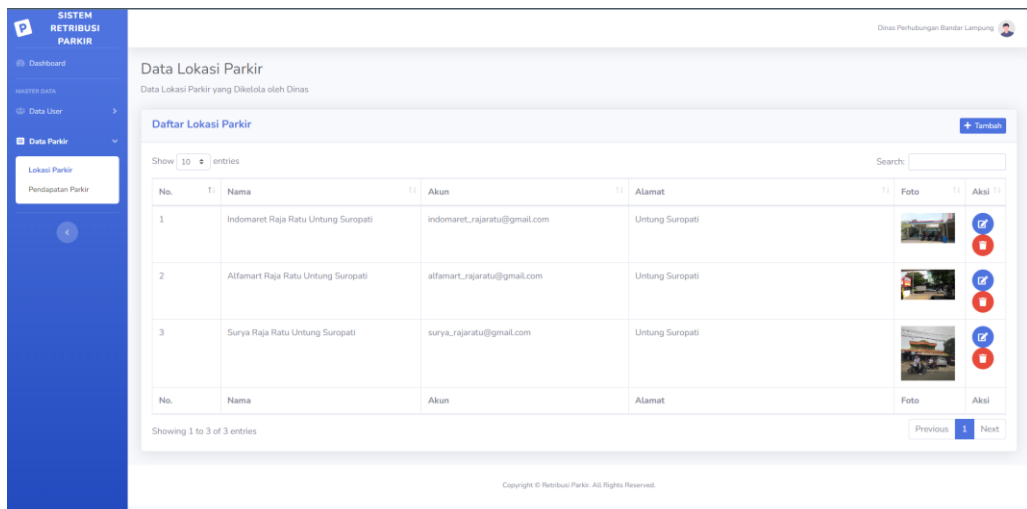 SISTEM
RETRIBUSI
PARKIR
Dinas Perhubungan Bandar Lampung
Dashboard
MASTER DATA
Data User
Data Parkir
Lokasi Parkir
Pendapatan Parkir
Data Lokasi Parkir
Data Lokasi Parkir yang Dikelola oleh Dinas
Daftar Lokasi Parkir
+ Tambah
Show 10 entries
Search:
No. Nama Akun Alamat Foto Aksi
1 Indomaret Raja Ratu Untung Suropati indomaret_rajaratu@gmail.com Untung Suropati
2 Alfamart Raja Ratu Untung Suropati alfamart_rajaratu@gmail.com Untung Suropati
3 Surya Raja Ratu Untung Suropati surya_rajaratu@gmail.com Untung Suropati
No. Nama Akun Alamat Foto Aksi
Showing 1 to 3 of 3 entries
Previous 1 Next
Copyright © Retribusi Parkir. All Rights Reserved.